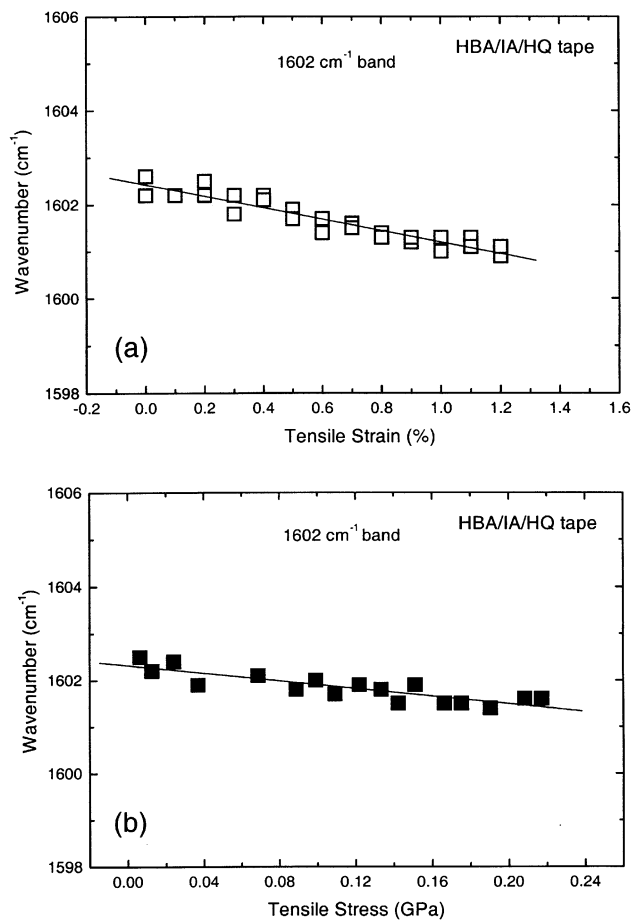 1606
HBA/IA/HQ tape
1602 cm⁻¹ band
1604
1602
1600
1598
Wavenumber (cm⁻¹)
(a)
-0.2 0.0 0.2 0.4 0.6 0.8 1.0 1.2 1.4 1.6
Tensile Strain (%)
1606
HBA/IA/HQ tape
1602 cm⁻¹ band
1604
1602
1600
1598
Wavenumber (cm⁻¹)
(b)
0.00 0.04 0.08 0.12 0.16 0.20 0.24
Tensile Stress (GPa)